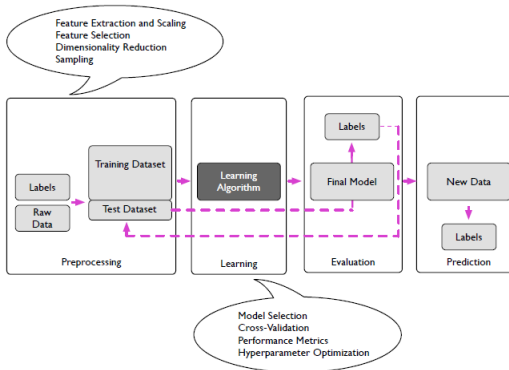 Feature Extraction and Scaling
Feature Selection
Dimensionality Reduction
Sampling
Labels
Raw
Data
Training Dataset
Test Dataset
Preprocessing
Learning
Algorithm
Learning
Labels
Final Model
Evaluation
New Data
Labels
Prediction
Model Selection
Cross-Validation
Performance Metrics
Hyperparameter Optimization